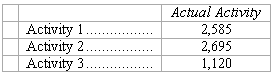 Actual Activity
Activity 1.................. 2,585
Activity 2.................. 2,695
Activity 3.................. 1,120